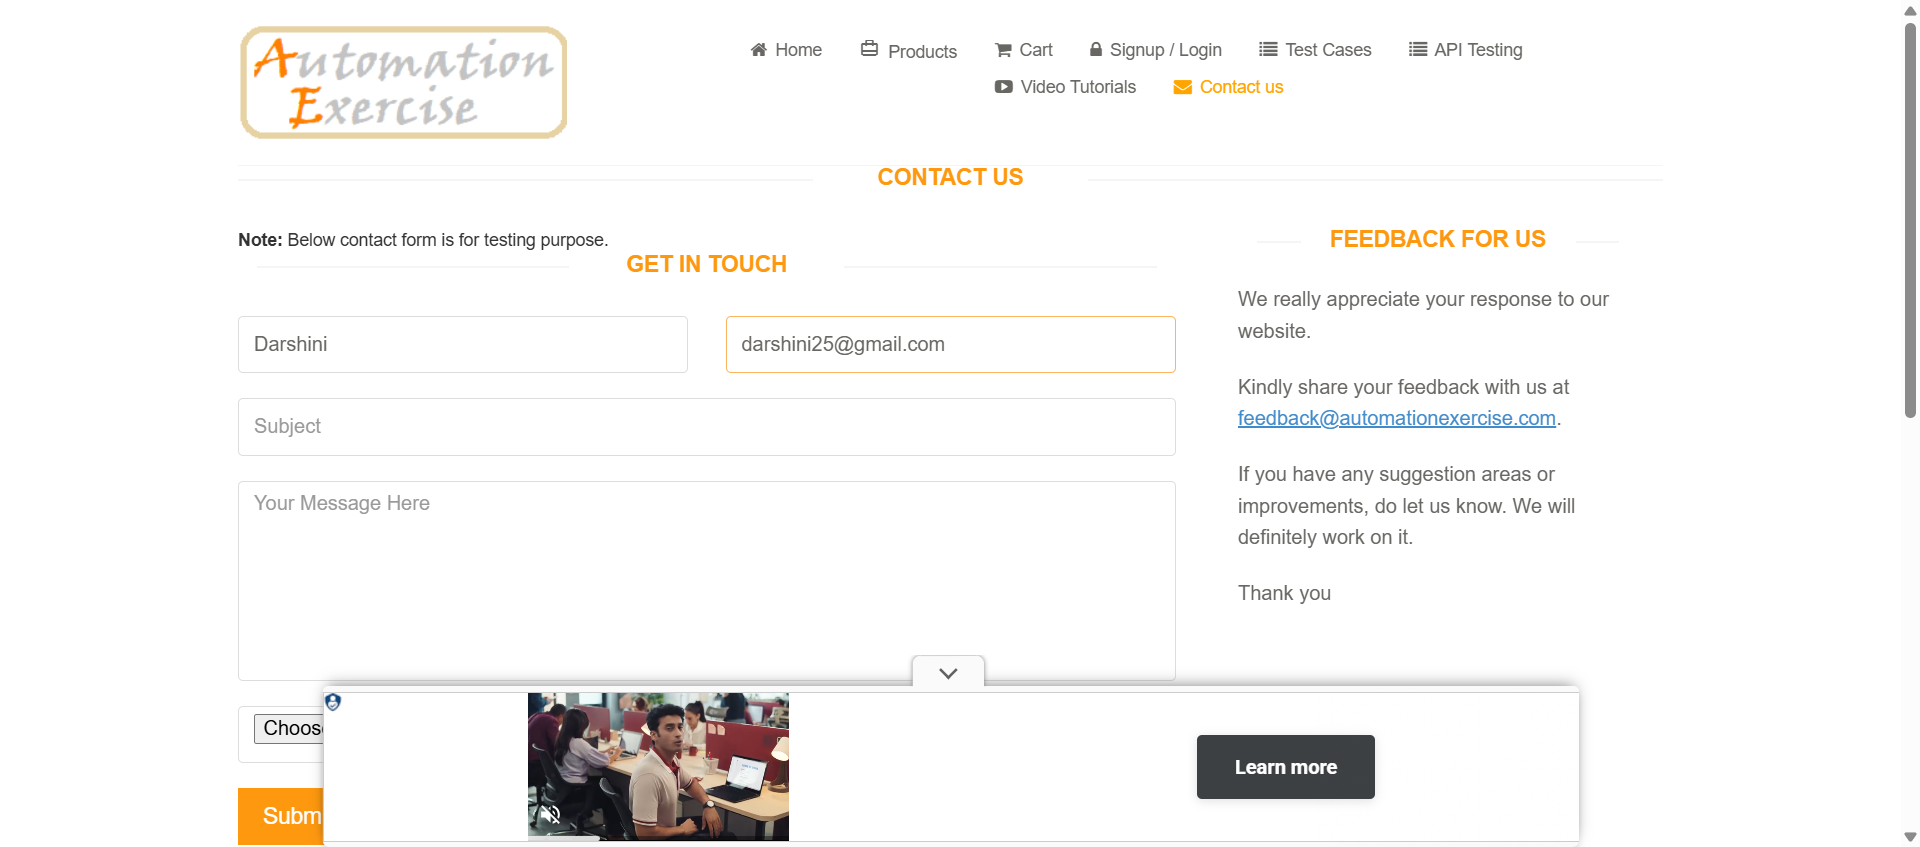 Automation
Exercise
Home
Products
Cart
Signup / Login
Test Cases
API Testing
Video Tutorials
Contact us
CONTACT US
Note: Below contact form is for testing purpose.
GET IN TOUCH
Darshini
darshini25@gmail.com
Subject
Your Message Here
Choos
Subm
FEEDBACK FOR US
We really appreciate your response to our
website.
Kindly share your feedback with us at
feedback@automationexercise.com.
If you have any suggestion areas or
improvements, do let us know. We will
definitely work on it.
Thank you
Learn more